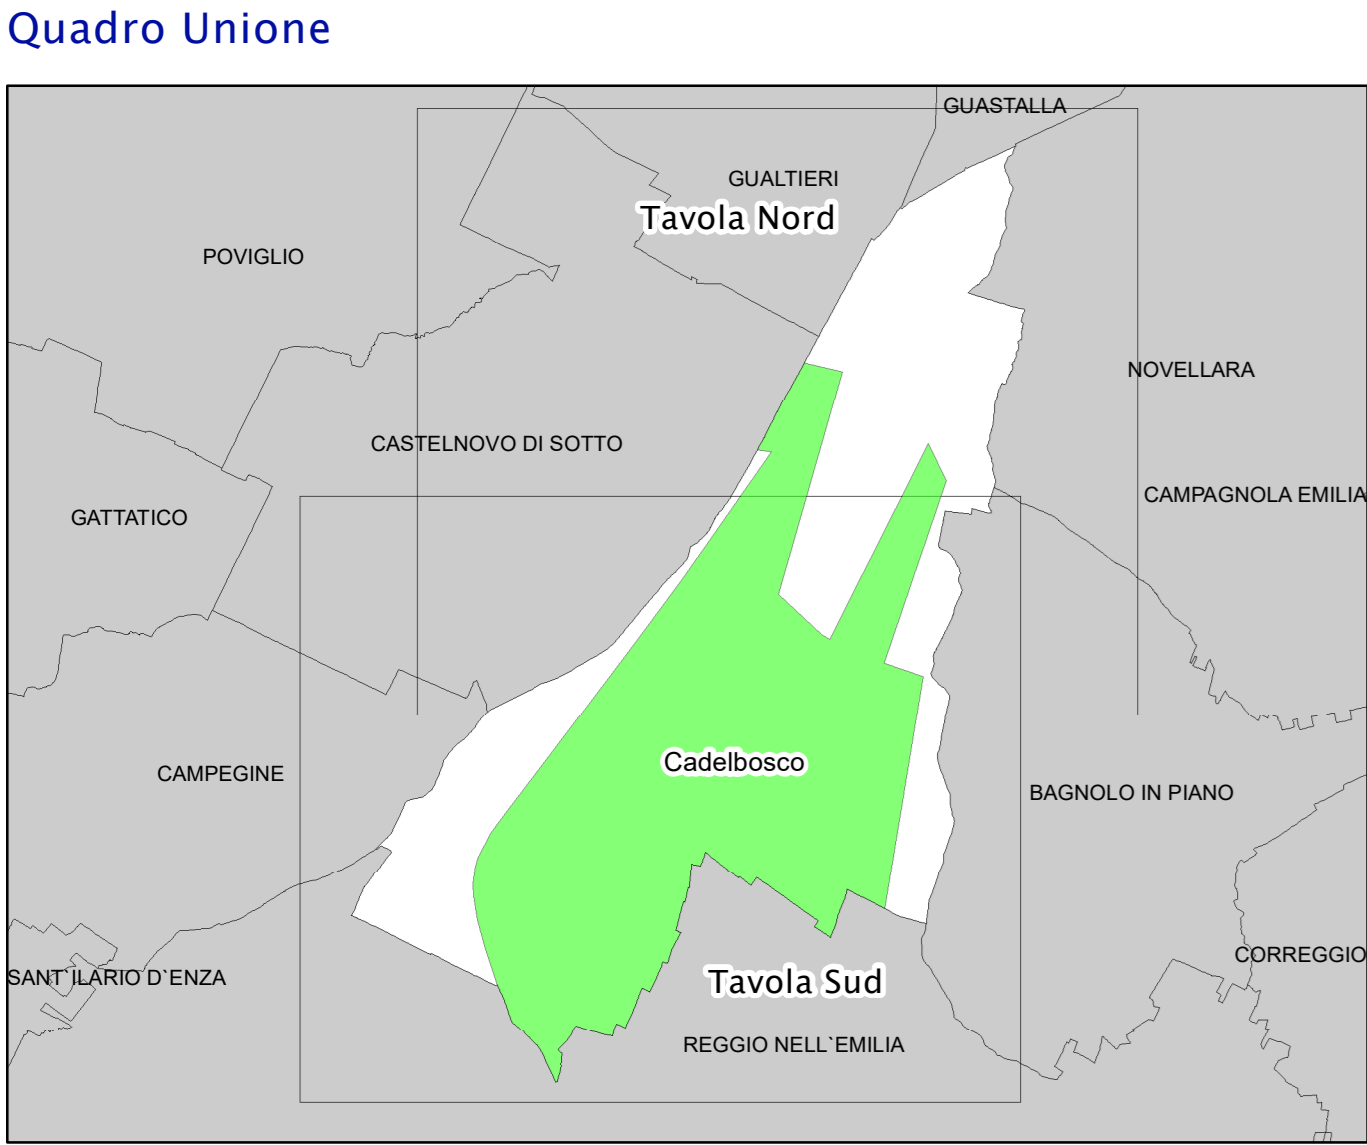 Quadro Unione
GUASTALLA
GUALTIERI
Tavola Nord
POVIGLIO
NOVELLARA
CASTELNOVO DI SOTTO
CAMPAGNOLA EMILIA
GATTATICO
Cadelbosco
CAMPEGINE
BAGNOLO IN PIANO
CORREGGIO
SANT`ILARIO D`ENZA
Tavola Sud
REGGIO NELL`EMILIA